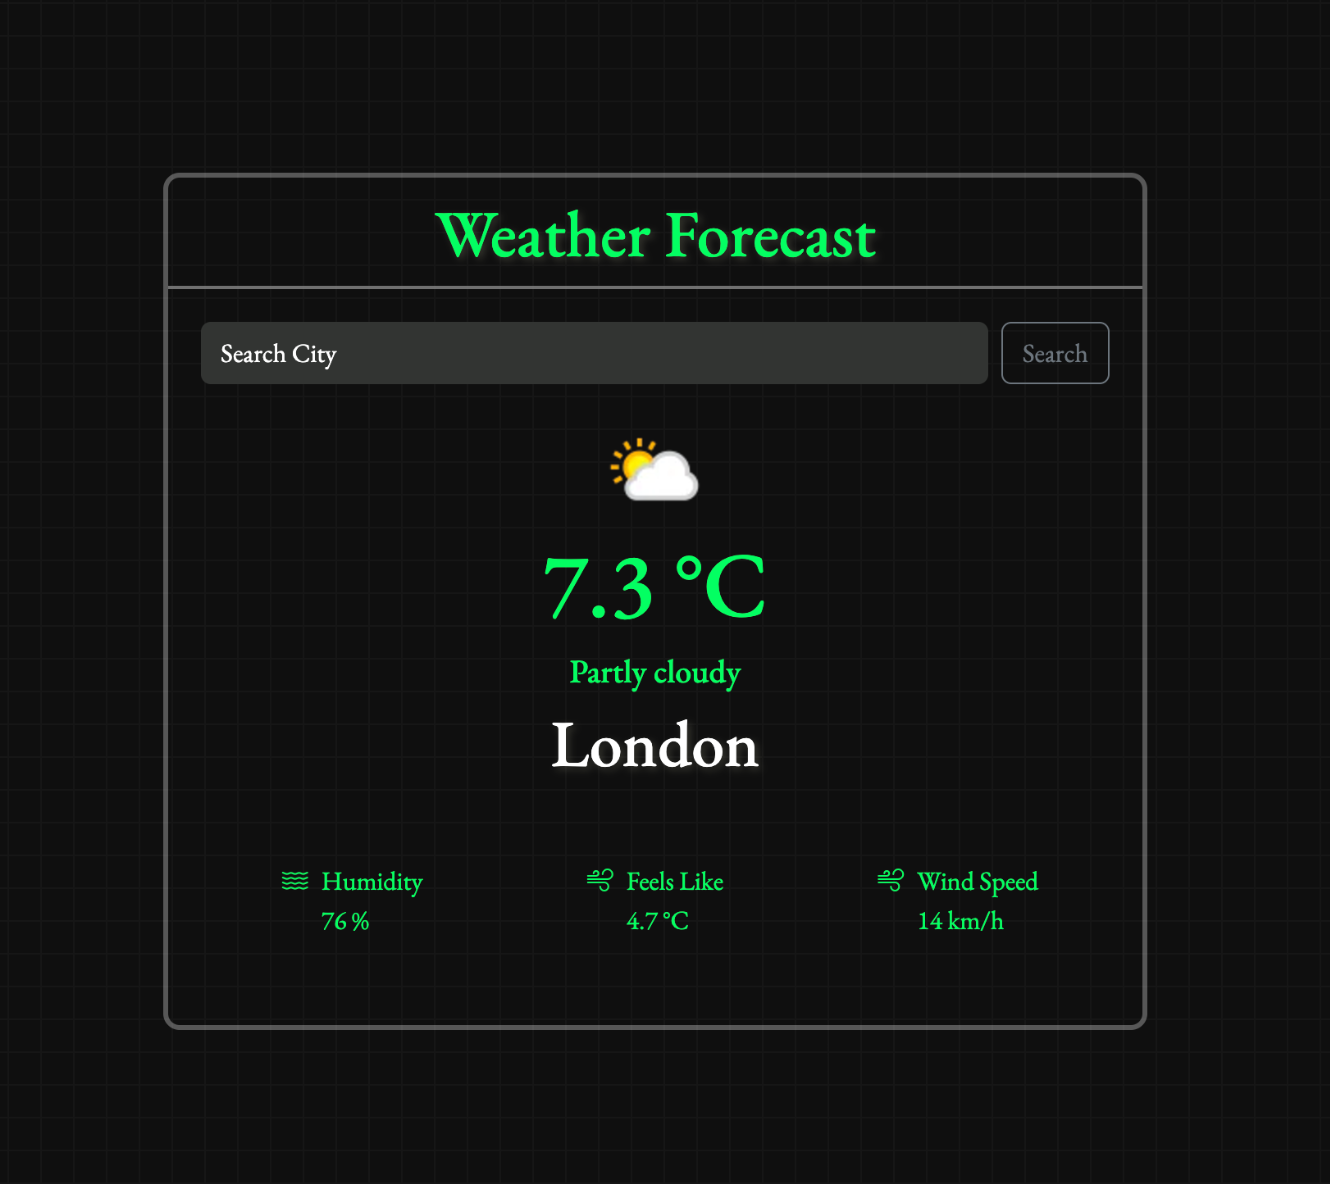 Weather Forecast
Search City
Search
7.3 °C
Partly cloudy
London
Humidity
76 %
Feels Like
4.7 °C
Wind Speed
14 km/h